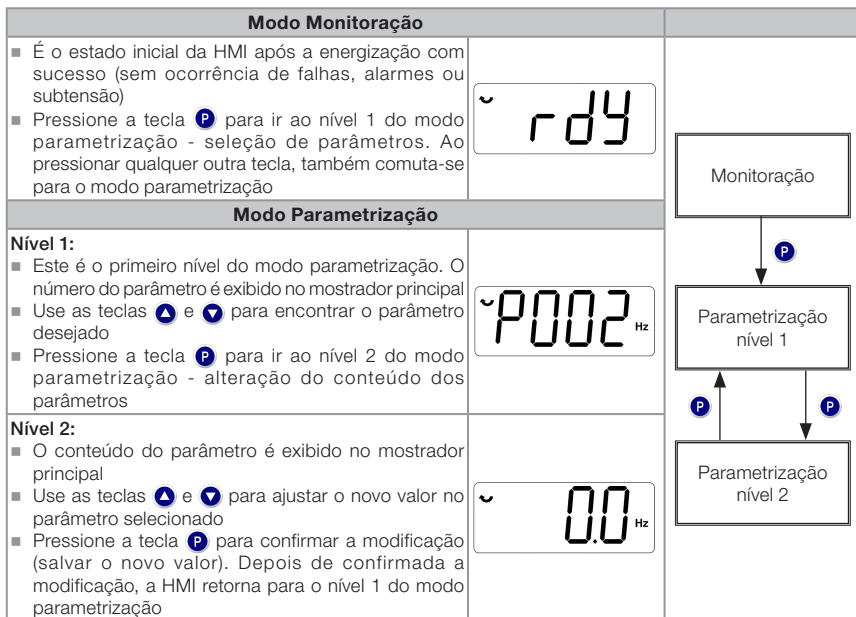 Modo Monitoração
■ É o estado inicial da HMI após a energização com
sucesso (sem ocorrência de falhas, alarmes ou
subtensão)
■ Pressione a tecla P para ir ao nível 1 do modo
parametrização - seleção de parâmetros. Ao
pressionar qualquer outra tecla, também comuta-se
para o modo parametrização
rdY
Modo Parametrização
Nível 1:
■ Este é o primeiro nível do modo parametrização. O
número do parâmetro é exibido no mostrador principal
■ Use as teclas e para encontrar o parâmetro
desejado
■ Pressione a tecla P para ir ao nível 2 do modo
parametrização - alteração do conteúdo dos
parâmetros
P002 Hz
Nível 2:
■ O conteúdo do parâmetro é exibido no mostrador
principal
■ Use as teclas e para ajustar o novo valor no
parâmetro selecionado
■ Pressione a tecla P para confirmar a modificação
(salvar o novo valor). Depois de confirmada a
modificação, a HMI retorna para o nível 1 do modo
parametrização
0.0 Hz
Monitoração
P
Parametrização
nível 1
P P
Parametrização
nível 2